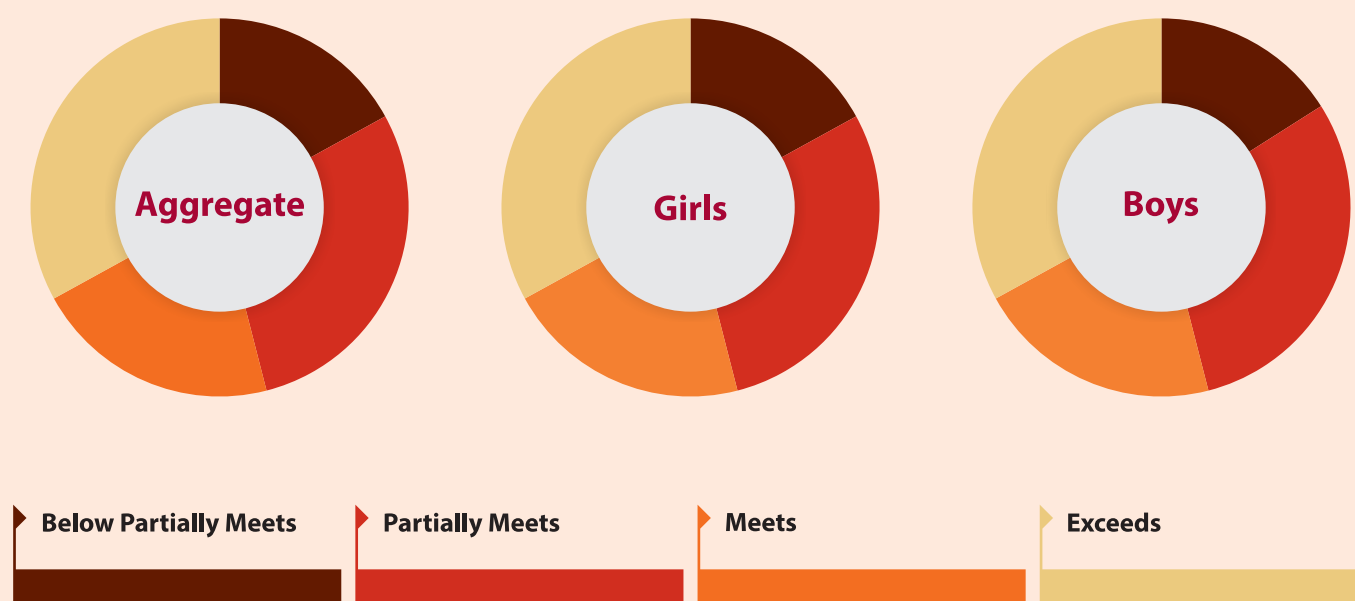 Aggregate
Girls
Boys
Below Partially Meets
Partially Meets
Meets
Exceeds